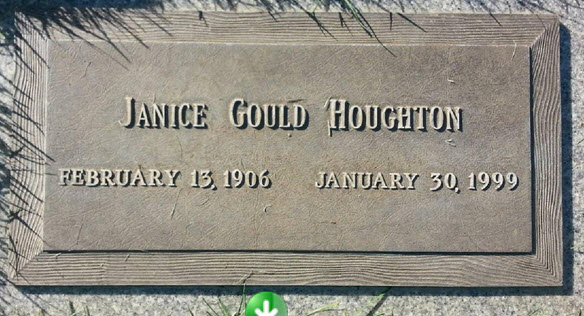 JANICE GOULD HOUGHTON
FEBRUARY 13, 1906 JANUARY 30, 1999